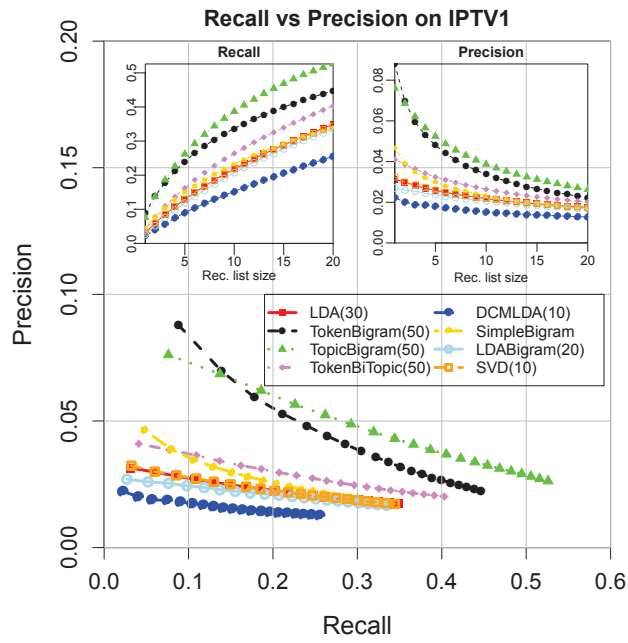 Recall vs Precision on IPTV1
Precision
0.20
0.15
0.10
0.05
0.00
Recall
0.5
0.4
0.3
0.2
0.1
0.0
5 10 15 20
Rec. list size
Precision
0.08
0.06
0.04
0.02
0.00
5 10 15 20
Rec. list size
LDA(30) DCMLDA(10)
TokenBigram(50) SimpleBigram
TopicBigram(50) LDABigram(20)
TokenBiTopic(50) SVD(10)
0.0 0.1 0.2 0.3 0.4 0.5 0.6
Recall